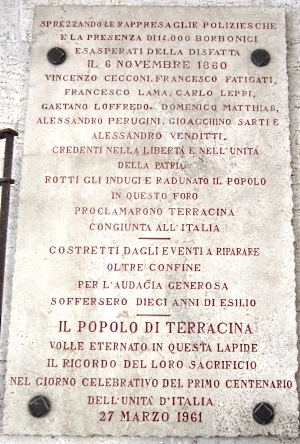 SPREZZANDO LE RAPPRESAGLIE POLIZIESCHE
E LA PRESENZA DI 14.000 BORBONICI
ESASPERATI DELLA DISFATTA
IL 6 NOVEMBRE 1860
VINCENZO CECCONI. FRANCESCO FATIGATI,
FRANCESCO LAMA, CARLO LEPPI,
GAETANO LOFFREDO. DOMENICO MATTHIAS,
ALESSANDRO PERUGINI, GIOACCHINO SARTI E
ALESSANDRO VENDITTI.
CREDENTI NELLA LIBERTÀ E NELL'UNITÀ
DELLA PATRIA
ROTTI GLI INDUGI E RADUNATO IL POPOLO
IN QUESTO FORO
PROCLAMARONO TERRACINA
CONGIUNTA ALL'ITALIA
COSTRETTI DAGLI EVENTI A RIPARARE
OLTRE CONFINE
PER L'AUDACIA GENEROSA
SOFFERSERO DIECI ANNI DI ESILIO
IL POPOLO DI TERRACINA
VOLLE ETERNATO IN QUESTA LAPIDE
IL RICORDO DEL LORO SACRIFICIO
NEL GIORNO CELEBRATIVO DEL PRIMO CENTENARIO
DELL'UNITÀ D'ITALIA
27 MARZO 1961